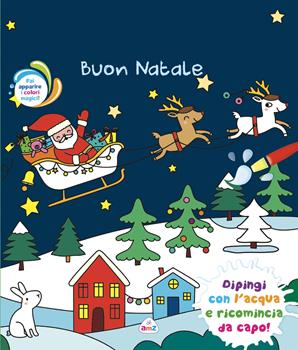 Fai
apparire
i colori
magici!
Buon Natale
Dipingi
con l'acqua
e ricomincia
da capo!
amz